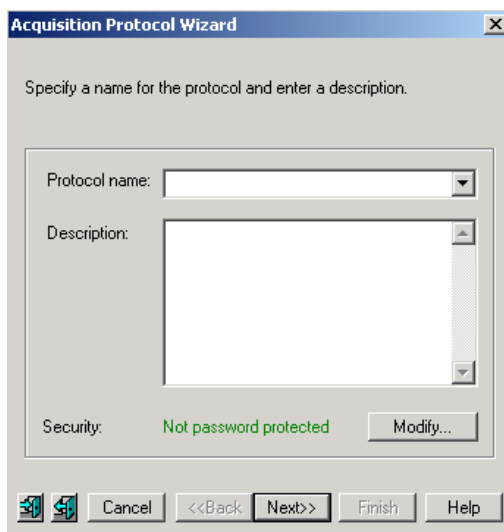 Acquisition Protocol Wizard
Specify a name for the protocol and enter a description.
Protocol name:
Description:
Security: Not password protected Modify...
Cancel <<Back Next>> Finish Help